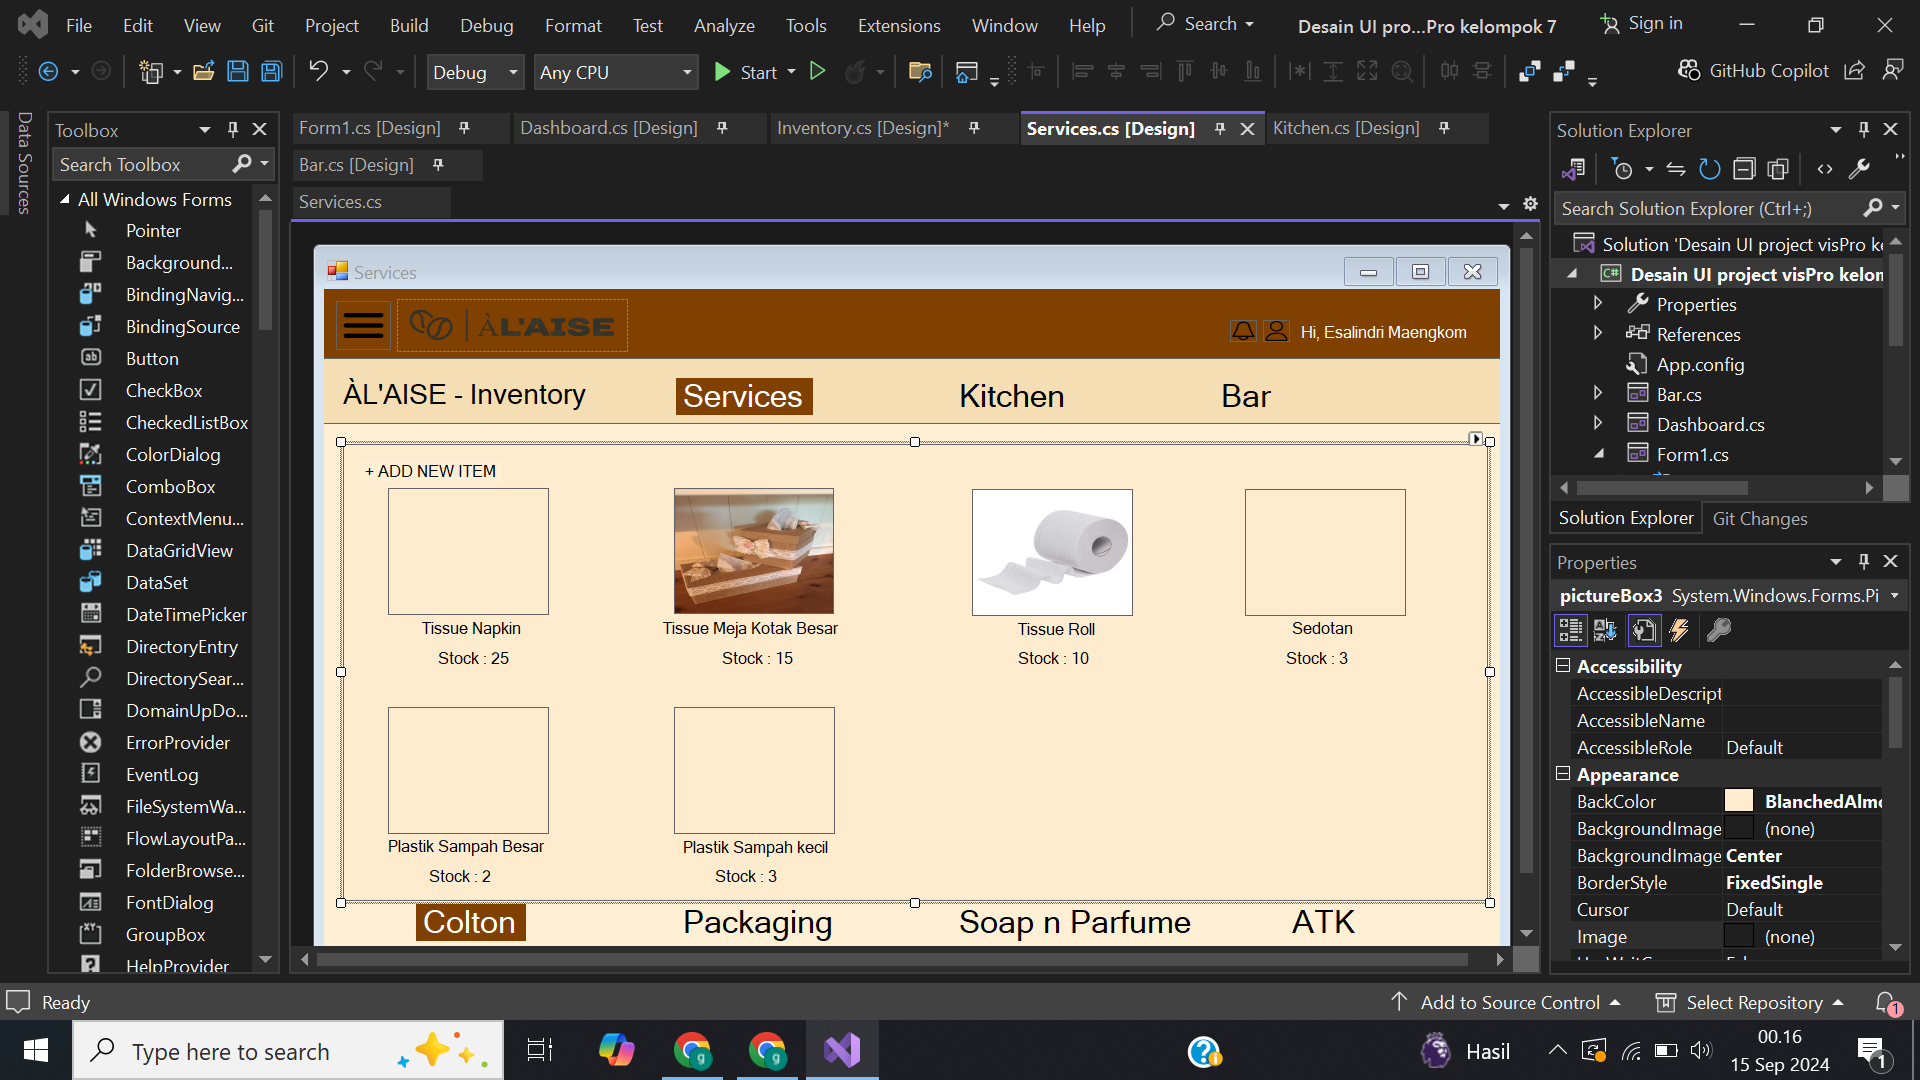 File Edit View Git Project Build Debug Format Test Analyze Tools Extensions Window Help Search Desain UI pro...Pro kelompok 7 Sign in
Debug Any CPU Start GitHub Copilot
Data Sources
Toolbox
Search Toolbox
All Windows Forms
Pointer
Background...
BindingNavig...
BindingSource
Button
CheckBox
CheckedListBox
ColorDialog
ComboBox
ContextMenu...
DataGridView
DataSet
DateTimePicker
DirectoryEntry
DirectorySear...
DomainUpDo...
ErrorProvider
EventLog
FileSystemWa...
FlowLayoutPa...
FolderBrowse...
FontDialog
GroupBox
HelpProvider
Form1.cs [Design] Dashboard.cs [Design] Inventory.cs [Design]* Services.cs [Design] Kitchen.cs [Design]
Bar.cs [Design]
Services.cs
Services
ÀL'AISE Hi, Esalindri Maengkom
ÀL'AISE - Inventory Services Kitchen Bar
+ ADD NEW ITEM
Tissue Napkin Tissue Meja Kotak Besar Tissue Roll Sedotan
Stock : 25 Stock : 15 Stock : 10 Stock : 3
Plastik Sampah Besar Plastik Sampah kecil
Stock : 2 Stock : 3
Colton Packaging Soap n Parfume ATK
Solution Explorer
Search Solution Explorer (Ctrl+;)
Solution 'Desain UI project visPro ke
C# Desain UI project visPro kelor
Properties
References
App.config
Bar.cs
Dashboard.cs
Form1.cs
Solution Explorer Git Changes
Properties
pictureBox3 System.Windows.Forms.Pi
Accessibility
AccessibleDescript
AccessibleName
AccessibleRole Default
Appearance
BackColor BlanchedAlmo
BackgroundImage (none)
BackgroundImage Center
BorderStyle FixedSingle
Cursor Default
Image (none)
Ready Add to Source Control Select Repository 1
Type here to search Hasil 00.16
15 Sep 2024 1